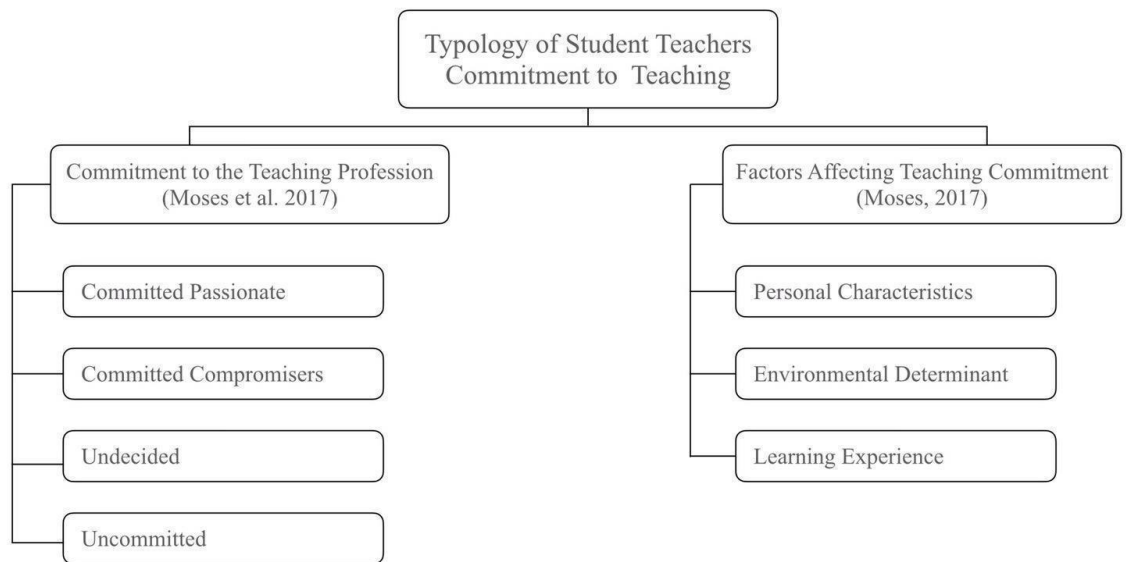 Typology of Student Teachers
Commitment to Teaching
Commitment to the Teaching Profession
(Moses et al. 2017)
Committed Passionate
Committed Compromisers
Undecided
Uncommitted
Factors Affecting Teaching Commitment
(Moses, 2017)
Personal Characteristics
Environmental Determinant
Learning Experience